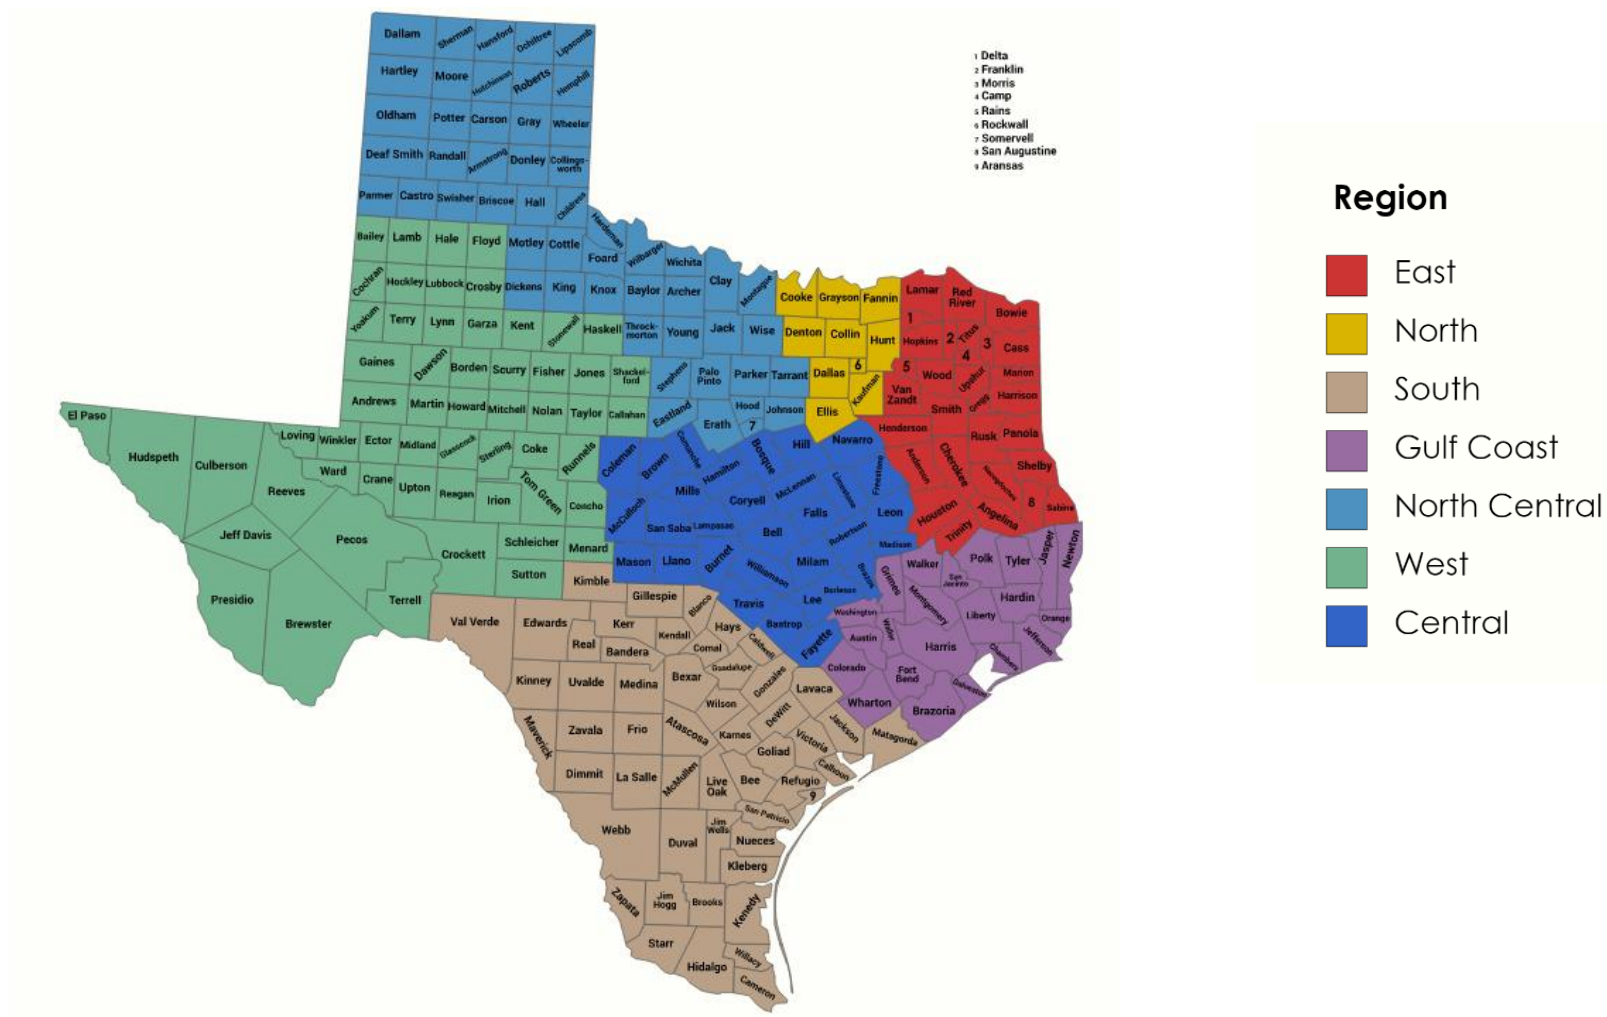 Dallam Sherman Hansford Ochiltree Lipscomb
Hartley Moore Hutchinson Roberts Hemphill
Oldham Potter Carson Gray Wheeler
Deaf Smith Randall Armstrong Donley Collings-
worth
Parmer Castro Swisher Briscoe Hall Childress
Hardeman
Bailey Lamb Hale Floyd Motley Cottle Foard Wilbarger Wichita
Cochran Hockley Lubbock Crosby Dickens King Knox Baylor Archer Clay Montague Cooke Grayson Fannin Lamar Red
River Bowie
Yoakum Terry Lynn Garza Kent Stonewall Haskell Throck-
morton Young Jack Wise Denton Collin Hunt 1 Hopkins 2 Titus 3 Cass
4
Gaines Dawson Borden Scurry Fisher Jones Shackel-
ford Stephens Palo
Pinto Parker Tarrant Dallas 6 Kaufman 5 Van
Zandt Wood Upshur Marion
Harrison
Andrews Martin Howard Mitchell Nolan Taylor Callahan Eastland Erath Hood
7 Johnson Ellis Smith Gregg
El Paso Hudspeth Culberson Loving Winkler Ector Midland Glasscock Sterling Coke Runnels Coleman Brown Comanche Hamilton Bosque Hill Navarro Henderson Rusk Panola
Reeves Ward Crane Upton Reagan Irion Tom Green Concho McCulloch Mills Coryell McLennan Limestone Freestone Anderson Cherokee Nacogdoches Shelby
Jeff Davis Pecos Crockett Schleicher Menard San Saba Lampasas Bell Falls Robertson Leon Houston Trinity Angelina 8 Sabine
Sutton Kimble Mason Llano Burnet Williamson Milam Brazos Madison Grimes Walker San
Jacinto Polk Tyler Jasper Newton
Presidio Brewster Terrell Val Verde Edwards Gillespie Blanco Travis Lee Burleson Washington Montgomery Liberty Hardin Orange
Real Kerr Kendall Hays Bastrop Fayette Austin Waller Harris Jefferson
Bandera Comal Caldwell Colorado Fort
Bend Chambers
Kinney Uvalde Medina Bexar Guadalupe Gonzales Lavaca Wharton Brazoria Galveston
Wilson DeWitt
Maverick Zavala Frio Atascosa Karnes Victoria Jackson Matagorda
Goliad Calhoun
Dimmit La Salle McMullen Live
Oak Bee Refugio
9
San Patricio
Webb Duval Jim
Wells Nueces
Kleberg
Zapata Jim
Hogg Brooks Kenedy
Starr Hidalgo Willacy
Cameron
1 Delta
2 Franklin
3 Morris
4 Camp
5 Rains
6 Rockwall
7 Somervell
8 San Augustine
9 Aransas
Region
East
North
South
Gulf Coast
North Central
West
Central